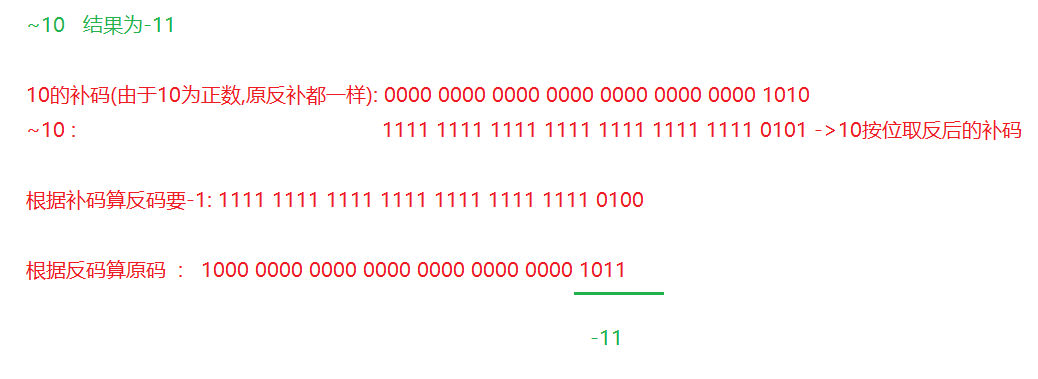 ~10 结果为-11
10的补码(由于10为正数,原反补都一样): 0000 0000 0000 0000 0000 0000 0000 1010
~10 : 1111 1111 1111 1111 1111 1111 1111 0101 ->10按位取反后的补码
根据补码算反码要-1: 1111 1111 1111 1111 1111 1111 1111 0100
根据反码算原码 : 1000 0000 0000 0000 0000 0000 0000 1011
-11